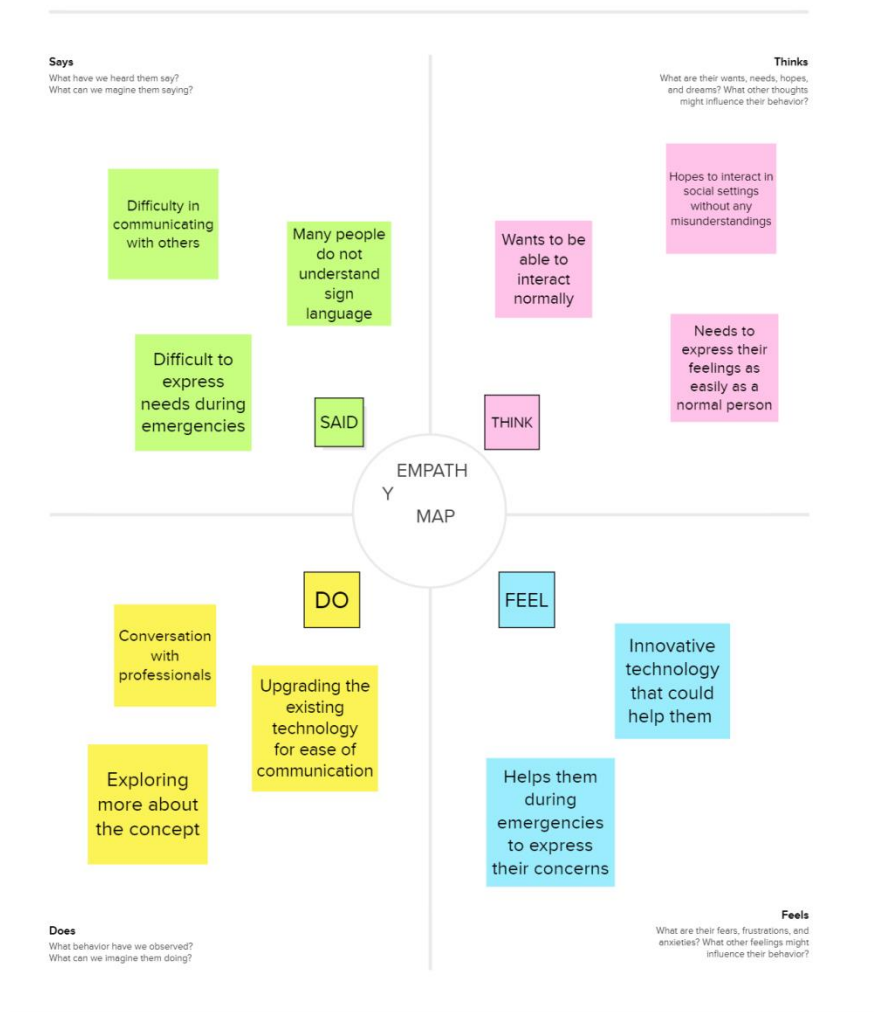 Says
What have we heard them say?
What can we magine them saying?
Thinks
What are their wants, needs, hopes,
and dreams? What other thoughts
might influence their behavior?
Difficulty in
communicating
with others
Many people
do not
understand
sign
language
Difficult to
express
needs during
emergencies
SAID
Hopes to interact in
social settings
without any
misunderstandings
Wants to be
able to
interact
normally
Needs to
express their
feelings as
easily as a
normal person
THINK
EMPATH
Y
MAP
DO
Conversation
with
professionals
Upgrading the
existing
technology
for ease of
communication
Exploring
more about
the concept
FEEL
Innovative
technology
that could
help them
Helps them
during
emergencies
to express
their concerns
Does
What behavior have we observed?
What can we imagine them doing?
Feels
What are their fears, frustrations, and
anxieties? What other feelings might
influence their behavior?